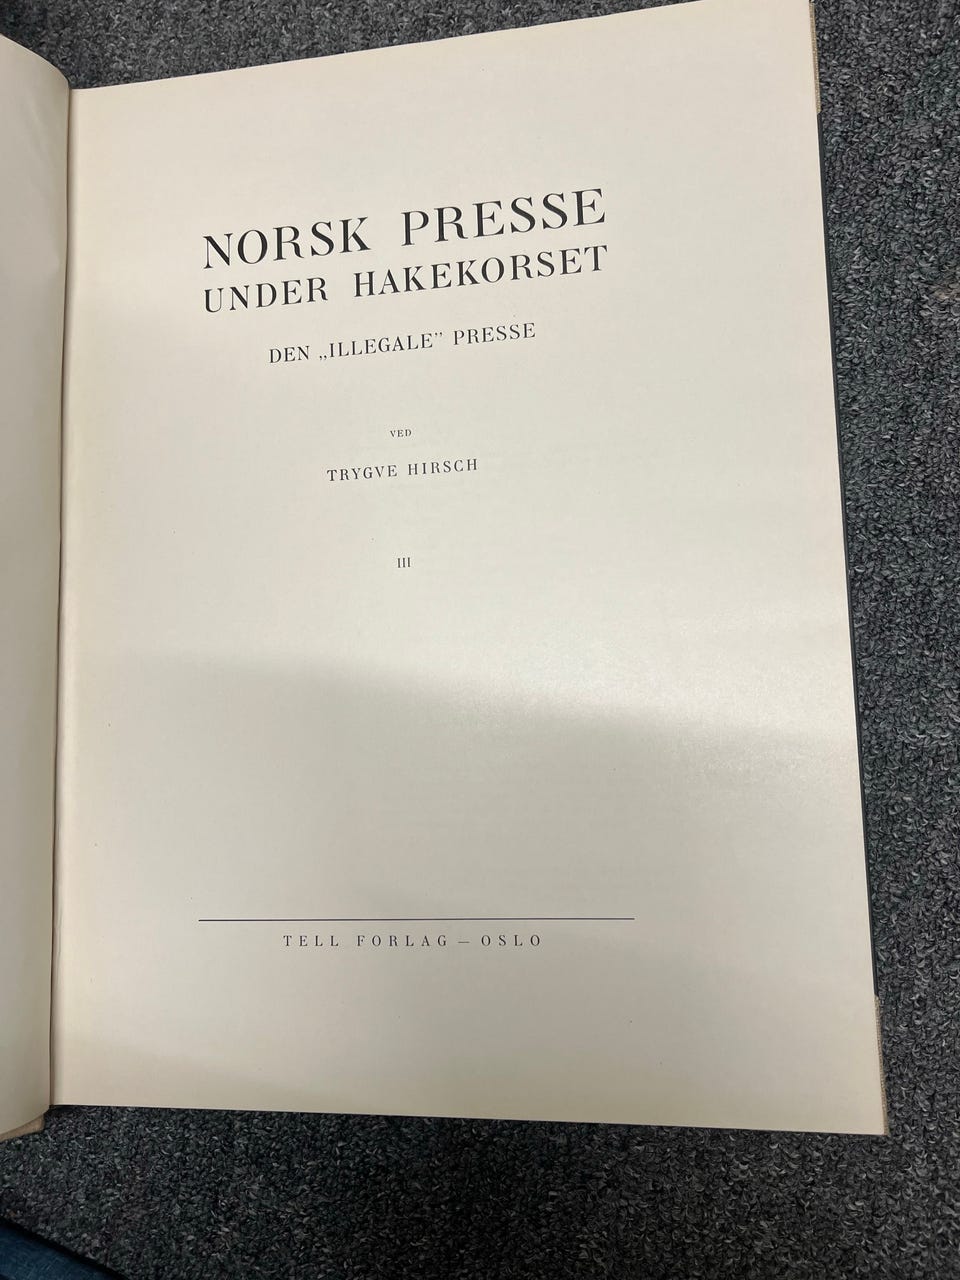 NORSK PRESSE
UNDER HAKEKORSET
DEN „ILLEGALE” PRESSE
VED
TRYGVE HIRSCH
III
TELL FORLAG – OSLO